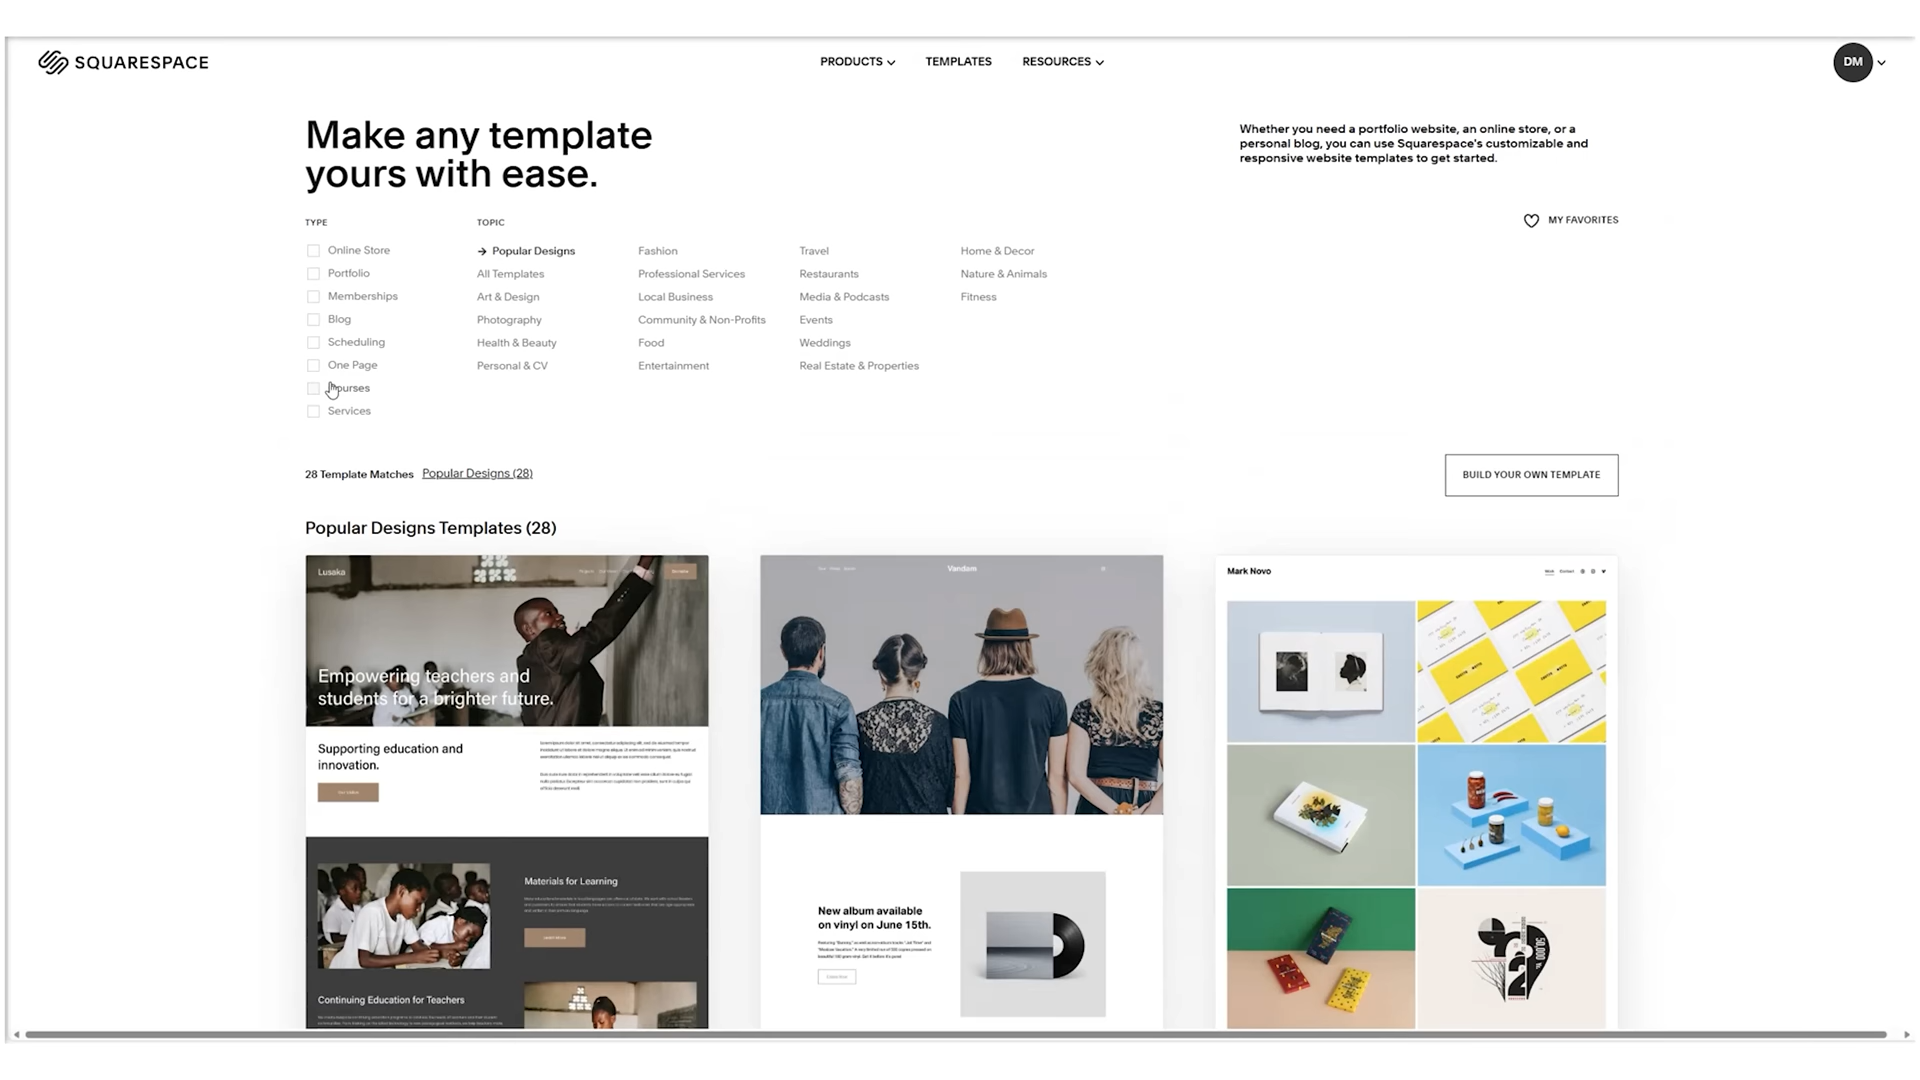 SQUARESPACE
PRODUCTS
TEMPLATES
RESOURCES
DM
Make any template
yours with ease.
Whether you need a portfolio website, an online store, or a
personal blog, you can use Squarespace's customizable and
responsive website templates to get started.
MY FAVORITES
TYPE
Online Store
Portfolio
Memberships
Blog
Scheduling
One Page
ourses
Services
TOPIC
Popular Designs
All Templates
Art & Design
Photography
Health & Beauty
Personal & CV
Fashion
Professional Services
Local Business
Community & Non-Profits
Food
Entertainment
Travel
Restaurants
Media & Podcasts
Events
Weddings
Real Estate & Properties
Home & Decor
Nature & Animals
Fitness
28 Template Matches Popular Designs (28)
BUILD YOUR OWN TEMPLATE
Popular Designs Templates (28)
Lusaka
Empowering teachers and
students for a brighter future.
Supporting education and
innovation.
Materials for Learning
Continuing Education for Teachers
Vandam
New album available
on vinyl on June 15th.
Mark Novo
Contact